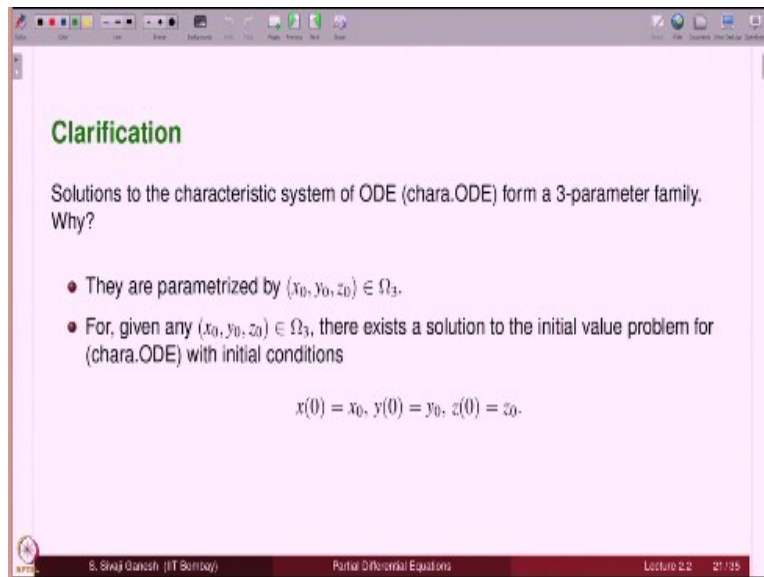 Clarification
Solutions to the characteristic system of ODE (chara.ODE) form a 3-parameter family.
Why?
They are parametrized by (x₀, y₀, z₀) ∈ Ω₃.
For, given any (x₀, y₀, z₀) ∈ Ω₃, there exists a solution to the initial value problem for
(chara.ODE) with initial conditions
x(0) = x₀, y(0) = y₀, z(0) = z₀.
S. Sivaji Ganesh (IIT Bombay) Partial Differential Equations Lecture 2.2 21/35